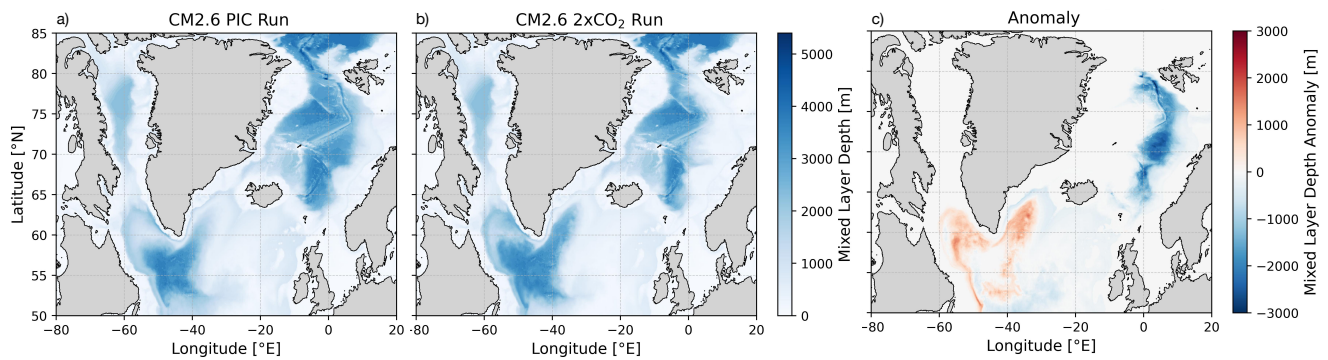 a) CM2.6 PIC Run
85
80
75
70
65
60
55
50
Latitude [°N]
−80 −60 −40 −20 0 20
Longitude [°E]
b) CM2.6 2xCO₂ Run
−80 −60 −40 −20 0 20
Longitude [°E]
5000
4000
3000
2000
1000
0
Mixed Layer Depth [m]
c) Anomaly
−80 −60 −40 −20 0 20
Longitude [°E]
3000
2000
1000
0
−1000
−2000
−3000
Mixed Layer Depth Anomaly [m]